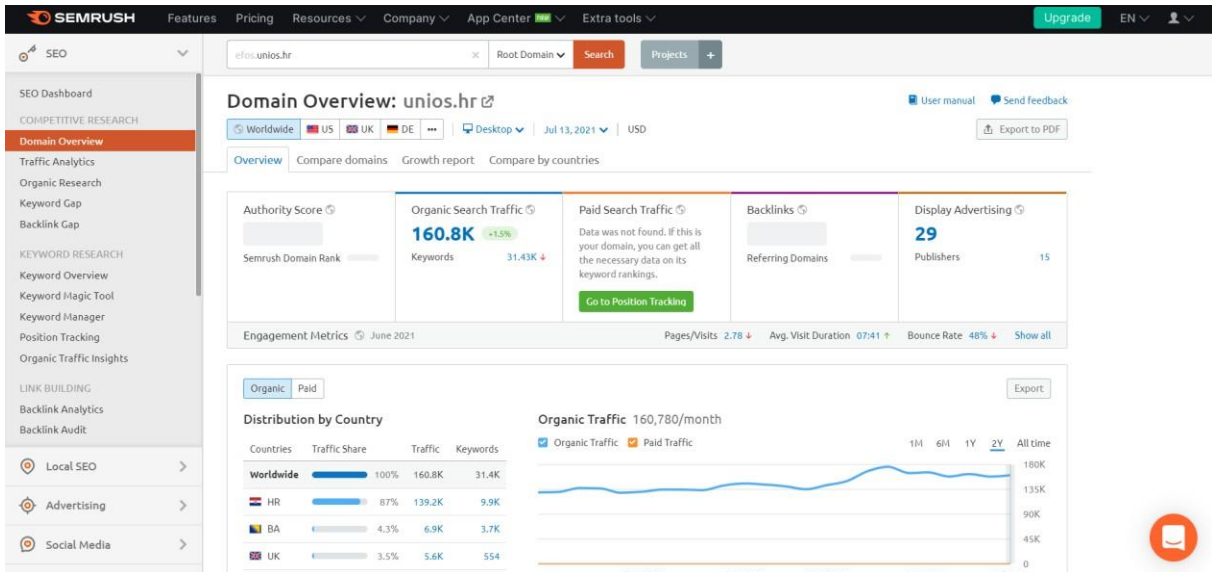 SEMRUSH
Features Pricing Resources Company App Center NEW Extra tools Upgrade EN
SEO
SEO Dashboard
COMPETITIVE RESEARCH
Domain Overview
Traffic Analytics
Organic Research
Keyword Gap
Backlink Gap
KEYWORD RESEARCH
Keyword Overview
Keyword Magic Tool
Keyword Manager
Position Tracking
Organic Traffic Insights
LINK BUILDING
Backlink Analytics
Backlink Audit
Local SEO
Advertising
Social Media
efos.unios.hr × Root Domain Search Projects +
Domain Overview: unios.hr
User manual Send feedback
Worldwide US UK DE ••• Desktop Jul 13, 2021 USD
Export to PDF
Overview Compare domains Growth report Compare by countries
Authority Score
Semrush Domain Rank
Organic Search Traffic
160.8K +1.5%
Keywords 31.43K
Paid Search Traffic
Data was not found. If this is
your domain, you can get all
the necessary data on its
keyword rankings.
Go to Position Tracking
Backlinks
Referring Domains
Display Advertising
29
Publishers 15
Engagement Metrics June 2021 Pages/Visits 2.78 ↓ Avg. Visit Duration 07:41 ↑ Bounce Rate 48% ↓ Show all
Organic Paid Export
Distribution by Country
Countries Traffic Share Traffic Keywords
Worldwide 100% 160.8K 31.4K
HR 87% 139.2K 9.9K
BA 4.3% 6.9K 3.7K
UK 3.5% 5.6K 554
Organic Traffic 160,780/month
Organic Traffic Paid Traffic 1M 6M 1Y 2Y All time
180K
135K
90K
45K
0